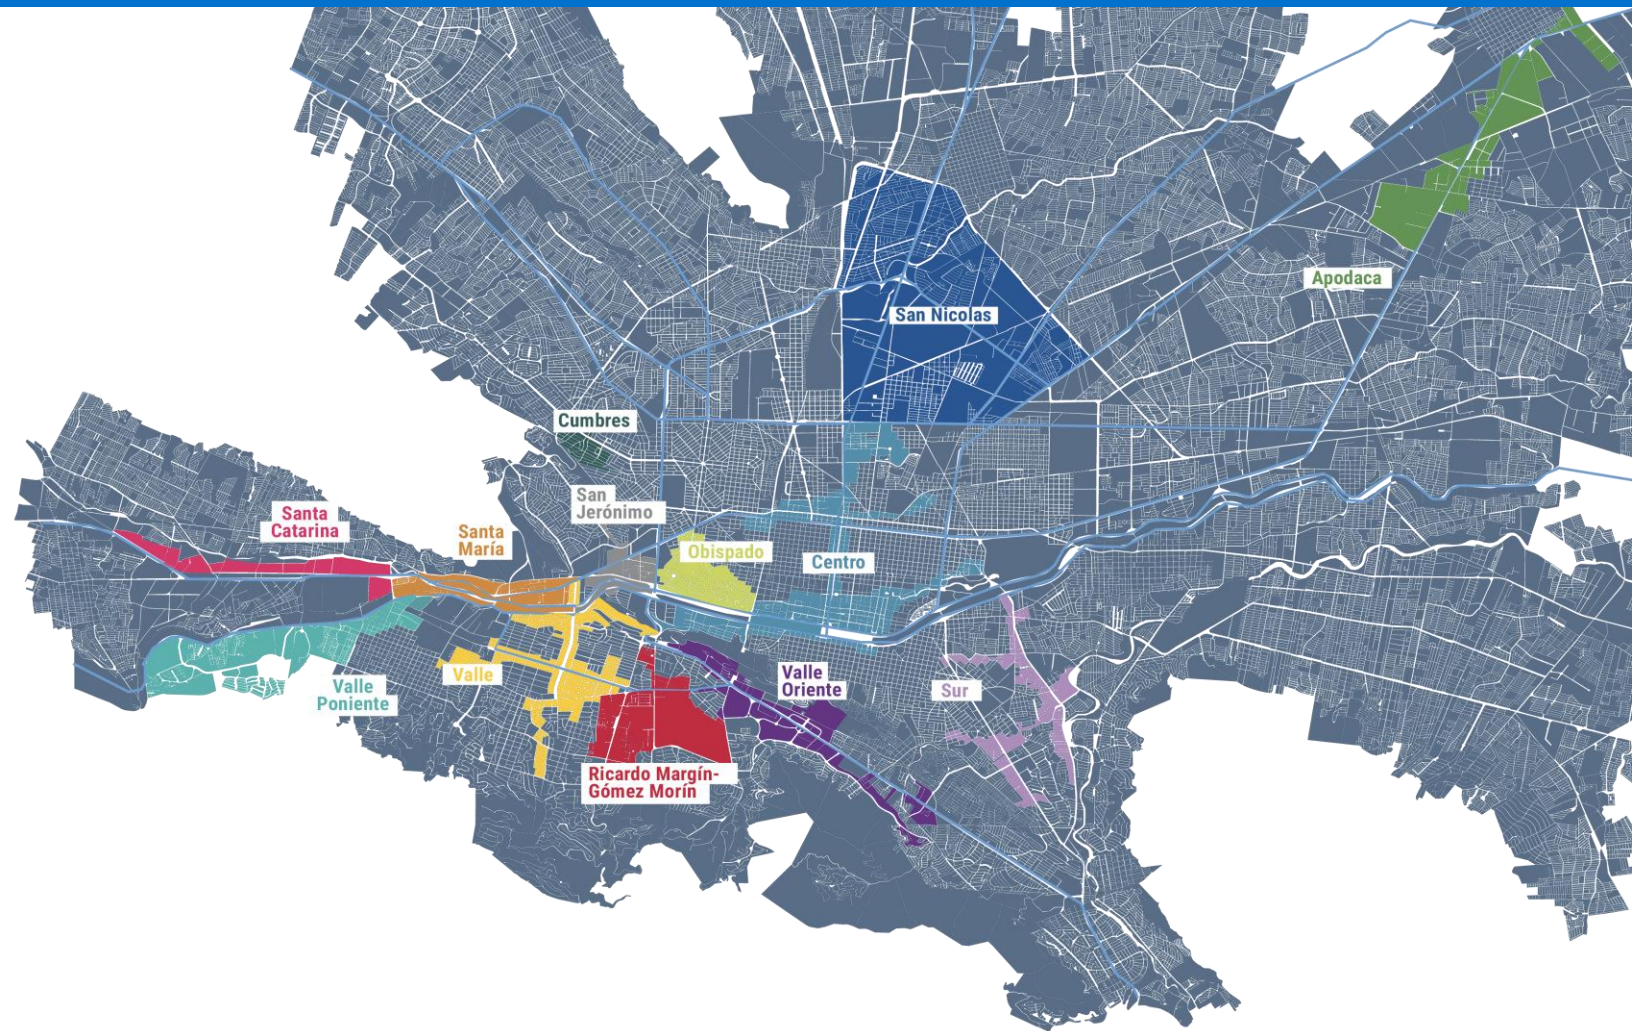 Apodaca
San Nicolas
Cumbres
San
Jerónimo
Santa
Catarina
Santa
María
Obispado
Centro
Valle
Poniente
Valle
Valle
Oriente
Sur
Ricardo Margín-
Gómez Morín